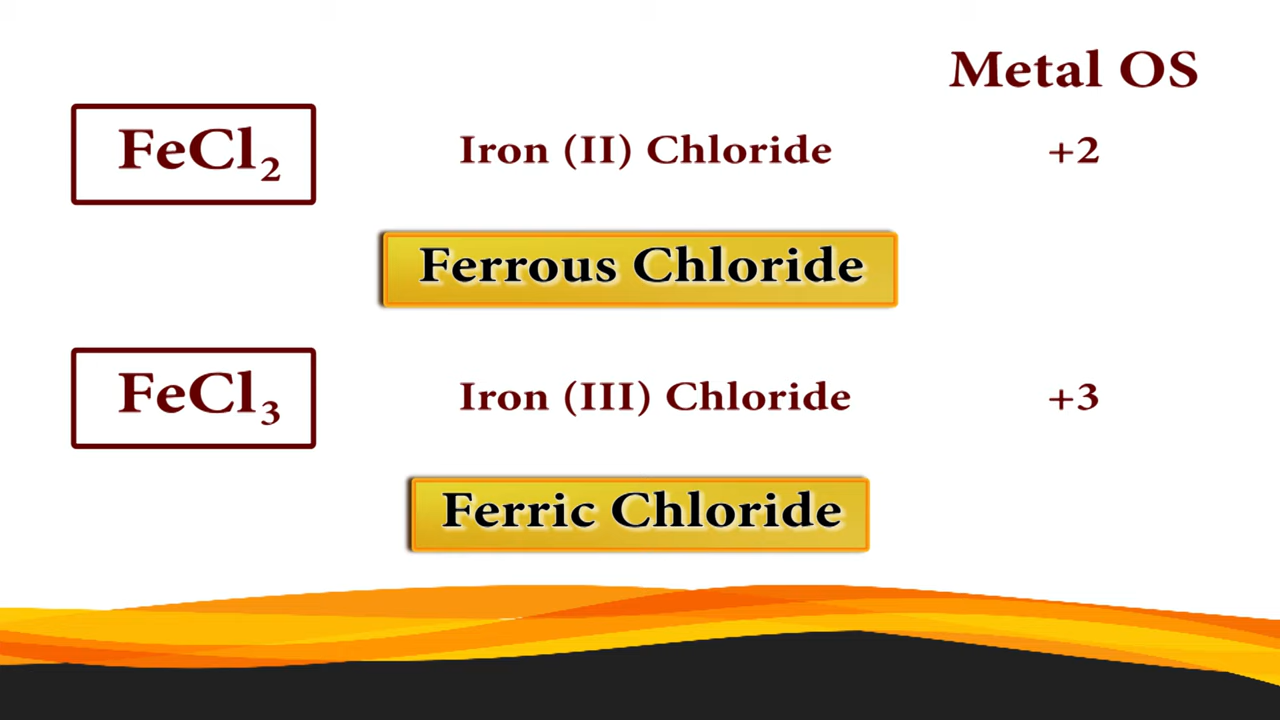 Metal OS
FeCl₂ Iron (II) Chloride +2
Ferrous Chloride
FeCl₃ Iron (III) Chloride +3
Ferric Chloride